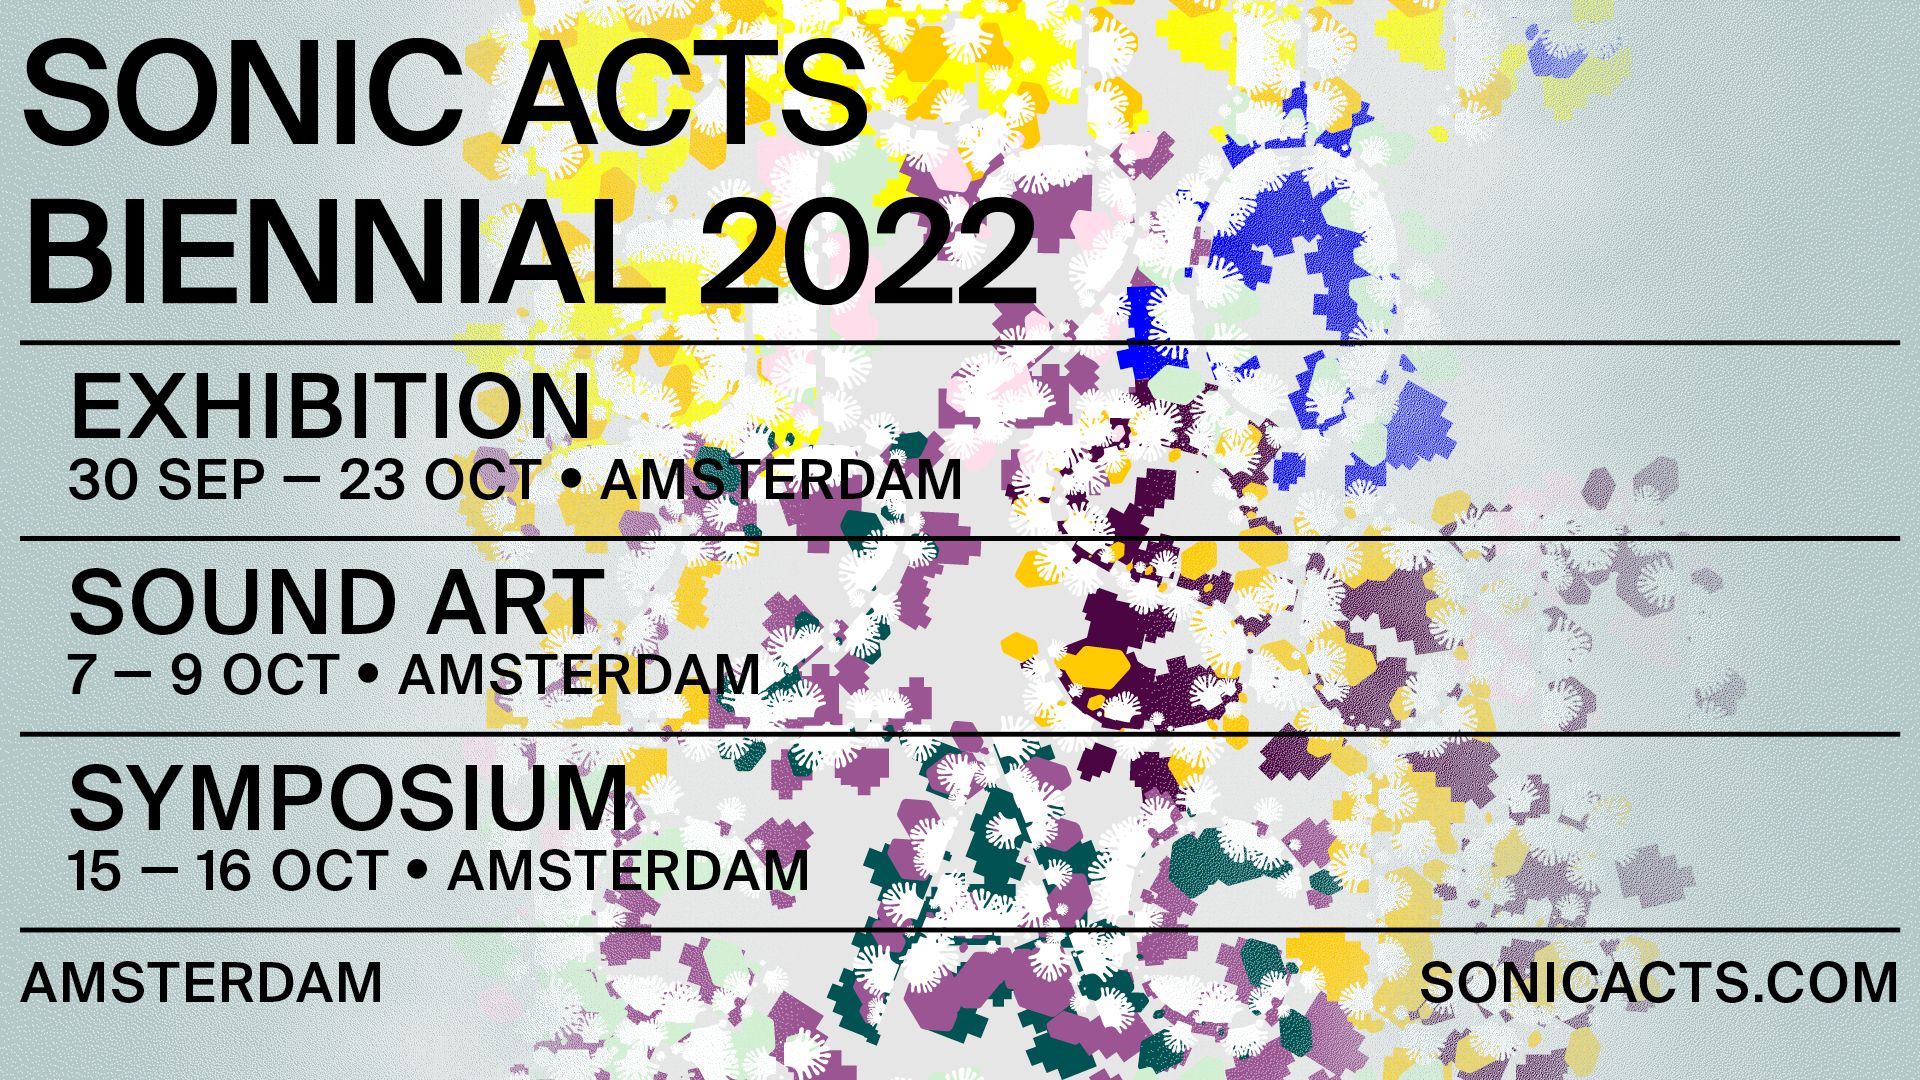 SONIC ACTS
BIENNIAL 2022
EXHIBITION
30 SEP – 23 OCT • AMSTERDAM
SOUND ART
7 – 9 OCT • AMSTERDAM
SYMPOSIUM
15 – 16 OCT • AMSTERDAM
AMSTERDAM
SONICACTS.COM